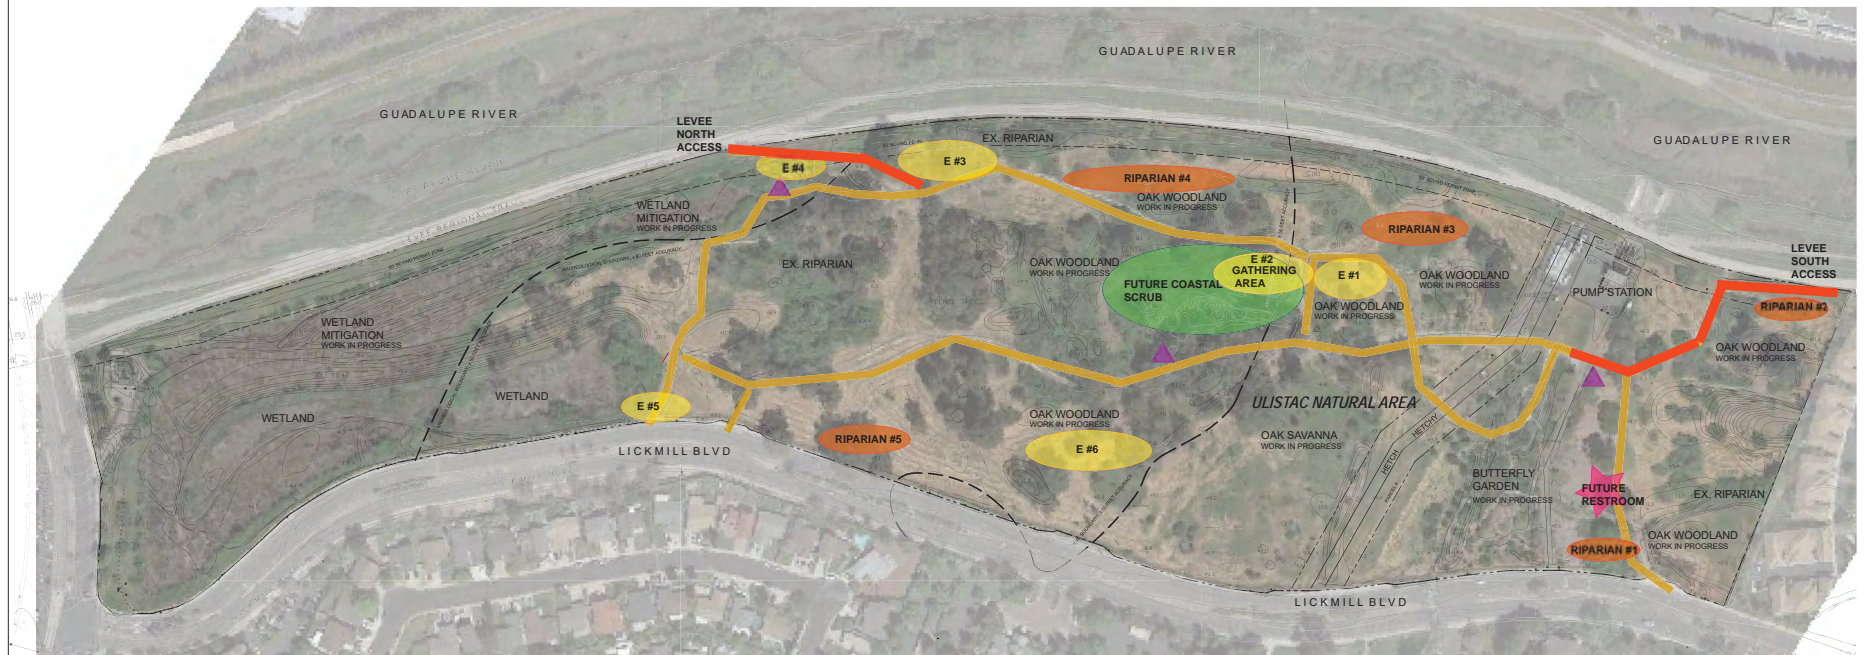 GUADALUPE RIVER
GUADALUPE RIVER
GUADALUPE RIVER
LEVEE
NORTH
ACCESS
EX. RIPARIAN
E #4
E #3
RIPARIAN #4
OAK WOODLAND
WORK IN PROGRESS
WETLAND
MITIGATION
WORK IN PROGRESS
RIPARIAN #3
LEVEE
SOUTH
ACCESS
EX. RIPARIAN
OAK WOODLAND
WORK IN PROGRESS
E #2
GATHERING
AREA
E #1
OAK WOODLAND
WORK IN PROGRESS
FUTURE COASTAL
SCRUB
PUMP STATION
OAK WOODLAND
WORK IN PROGRESS
RIPARIAN #2
WETLAND
MITIGATION
WORK IN PROGRESS
OAK WOODLAND
WORK IN PROGRESS
WETLAND
E #5
ULISTAC NATURAL AREA
WETLAND
OAK WOODLAND
WORK IN PROGRESS
RIPARIAN #5
E #6
OAK SAVANNA
WORK IN PROGRESS
HETCH
HETCHY
LICKMILL BLVD
BUTTERFLY
GARDEN
WORK IN PROGRESS
FUTURE
RESTROOM
EX. RIPARIAN
OAK WOODLAND
WORK IN PROGRESS
RIPARIAN #1
LICKMILL BLVD